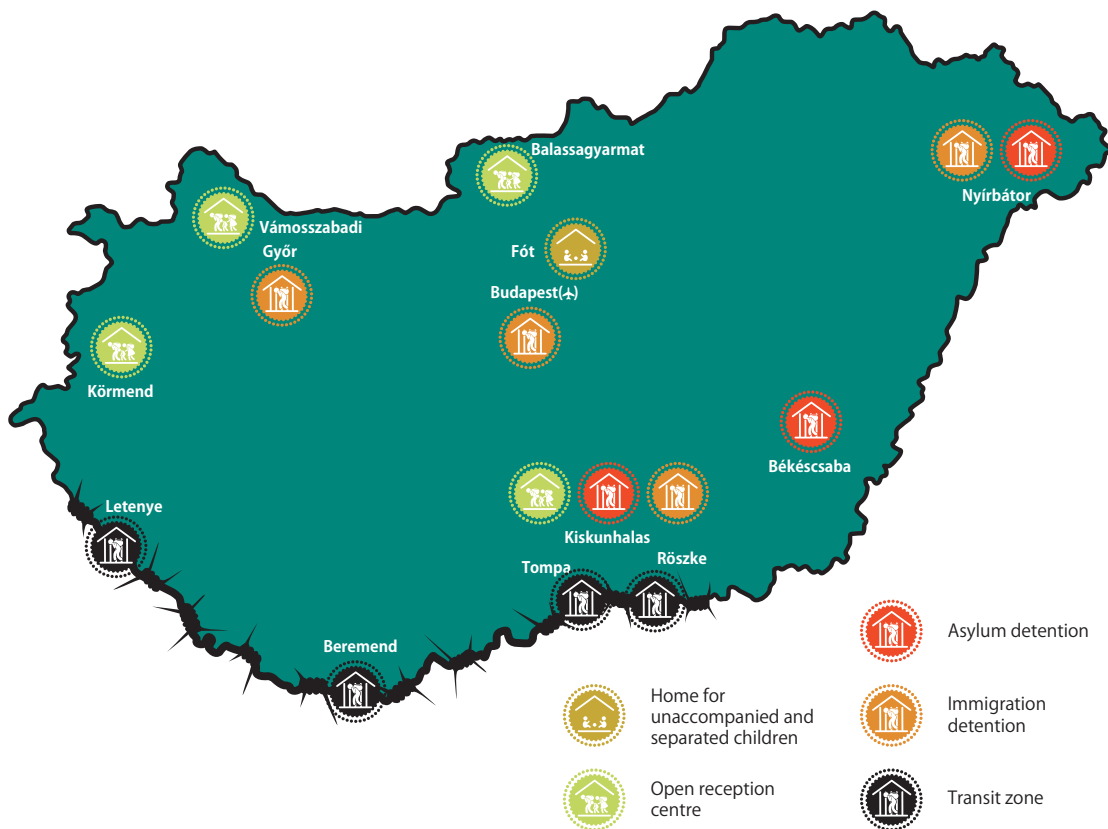 Balassagyarmat
Nyírbátor
Vámosszabadi
Győr
Fót
Budapest(✈)
Körmend
Békéscsaba
Letenye
Kiskunhalas
Tompa
Röszke
Beremend
Asylum detention
Home for
unaccompanied and
separated children
Immigration
detention
Open reception
centre
Transit zone